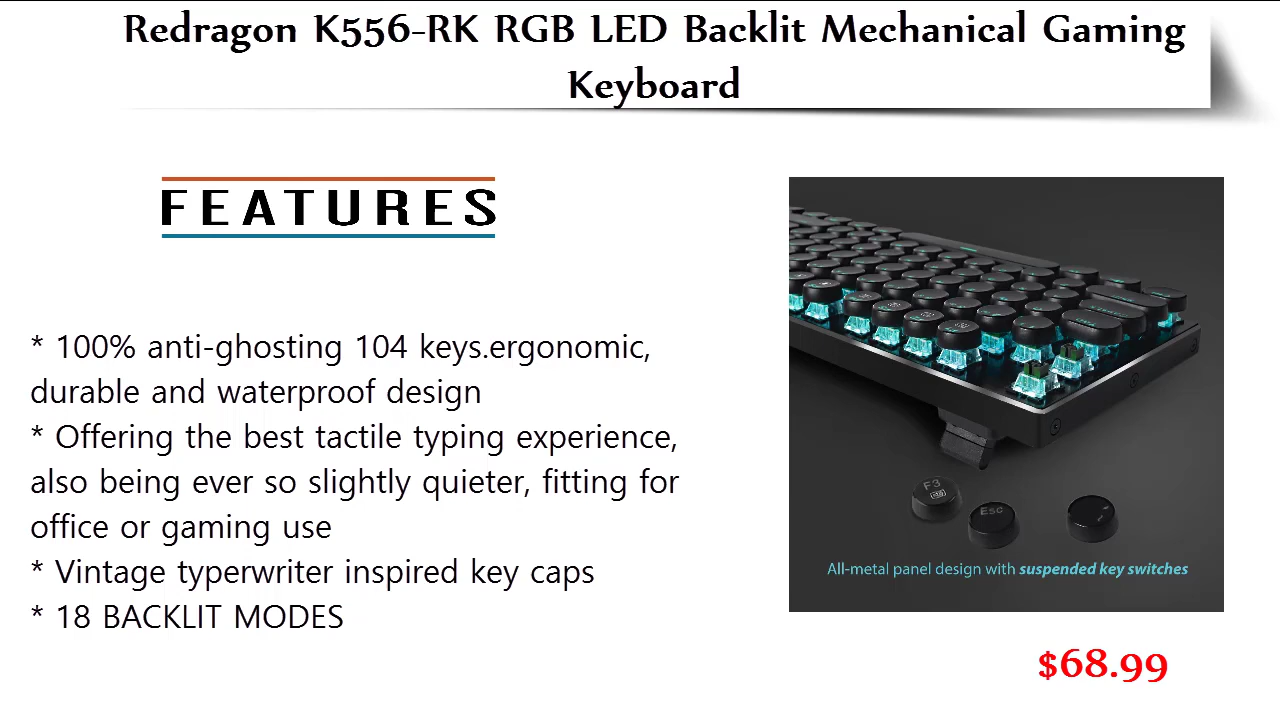 Redragon K556-RK RGB LED Backlit Mechanical Gaming
Keyboard
FEATURES
* 100% anti-ghosting 104 keys.ergonomic,
durable and waterproof design
* Offering the best tactile typing experience,
also being ever so slightly quieter, fitting for
office or gaming use
* Vintage typerwriter inspired key caps
* 18 BACKLIT MODES
F3
Esc
All-metal panel design with suspended key switches
$68.99